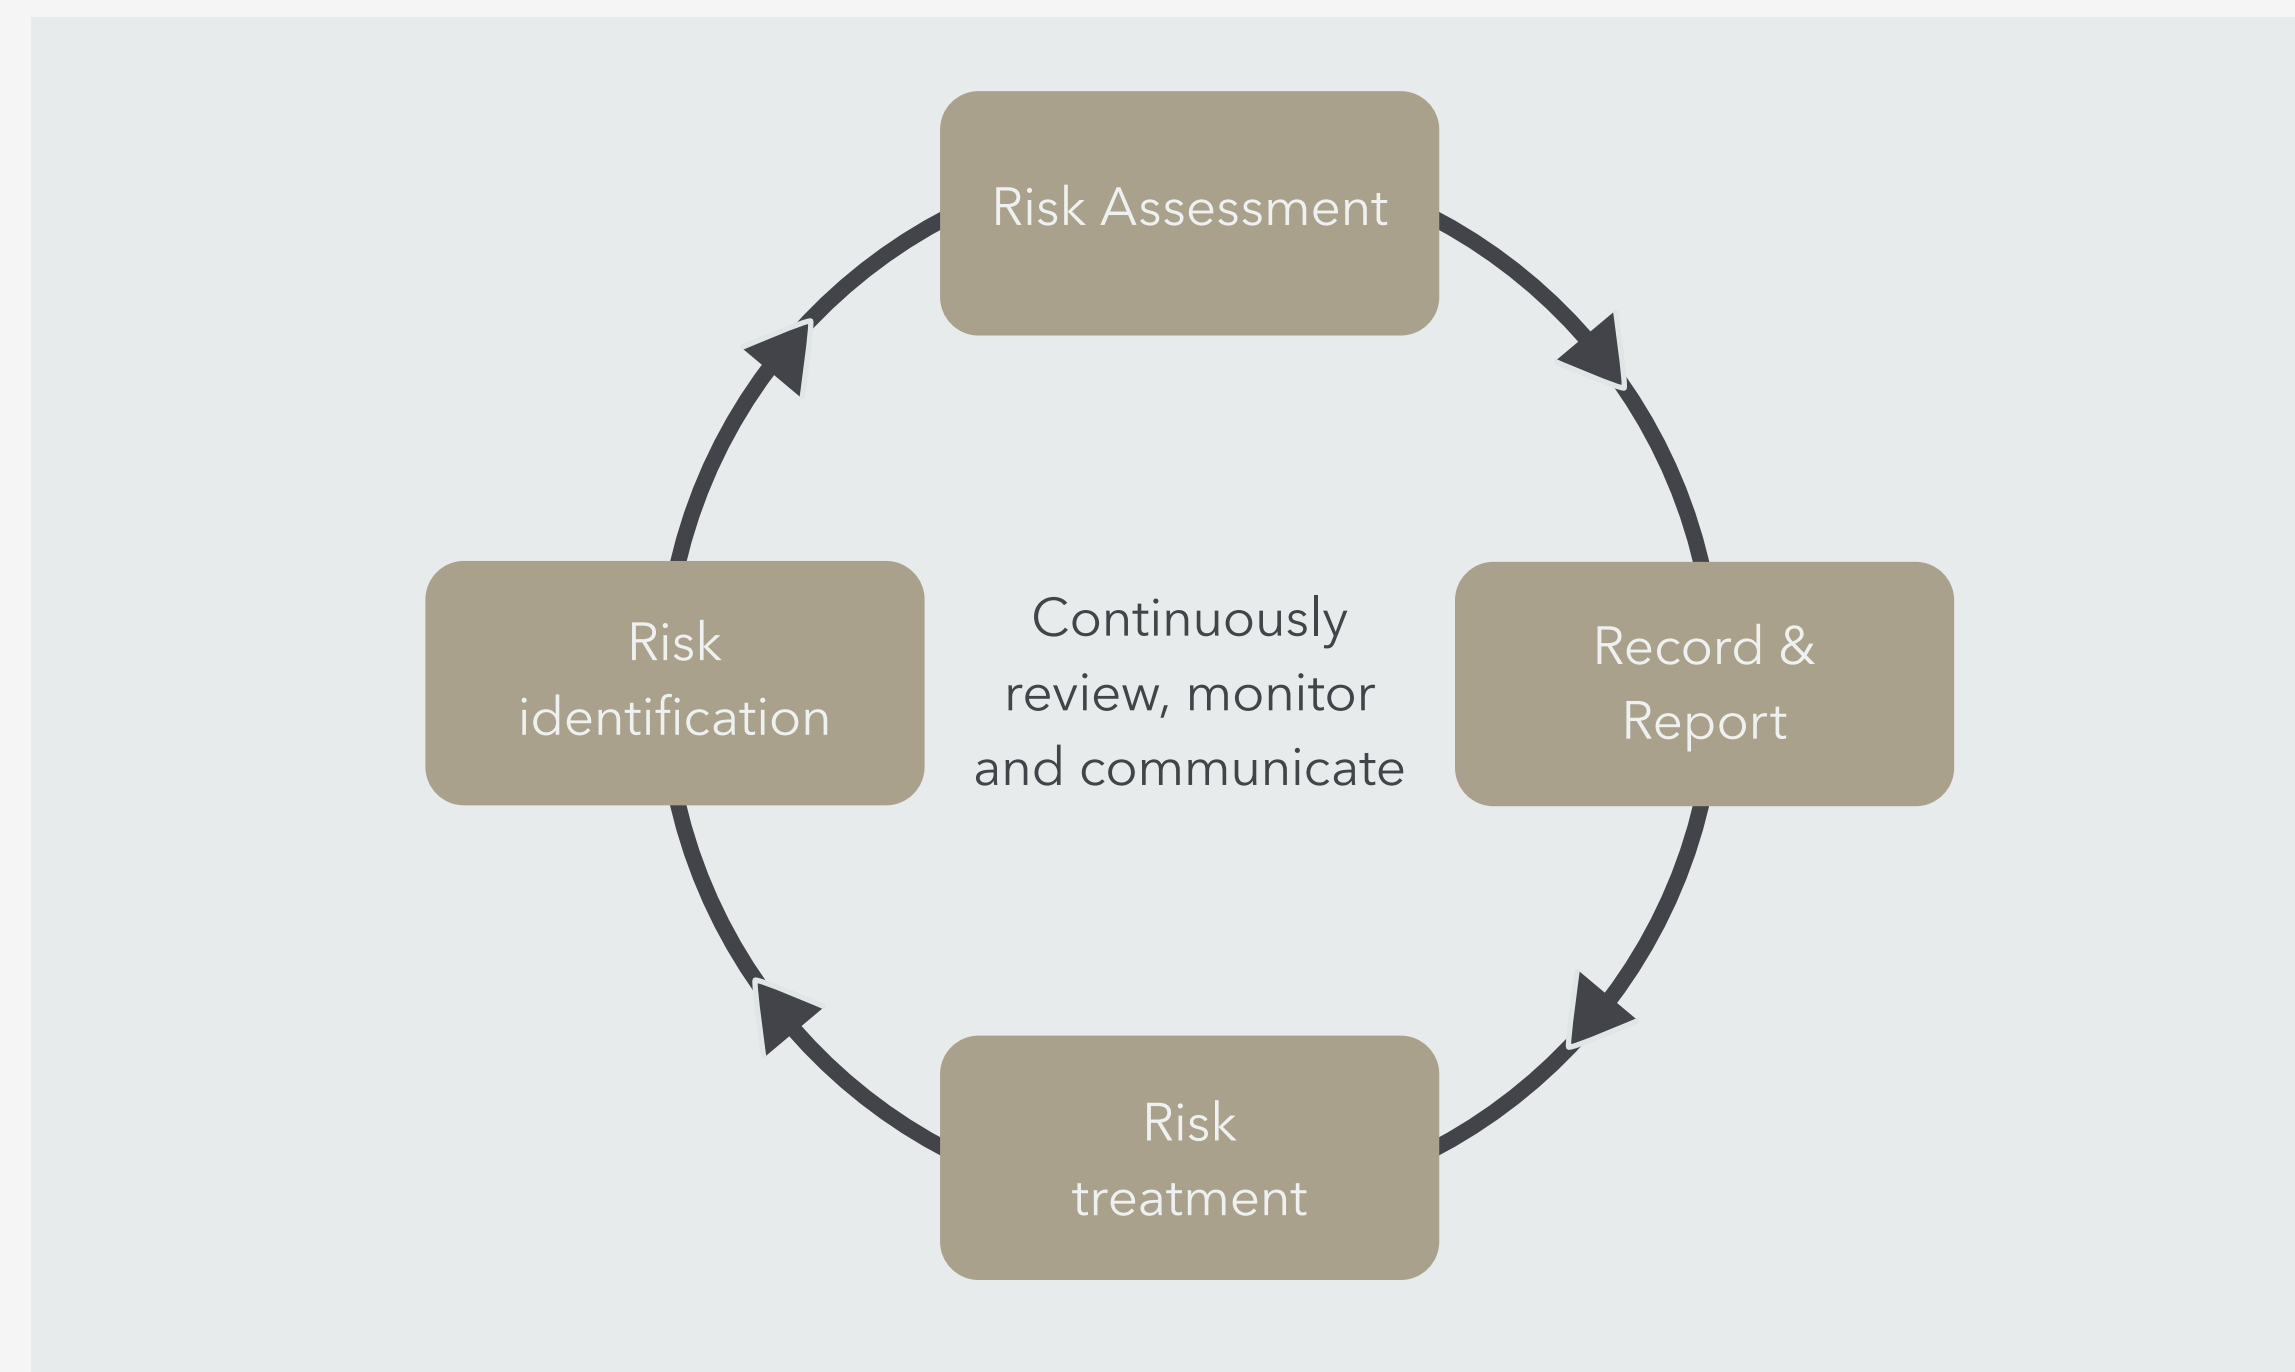 Risk Assessment
Risk
identification
Continuously
review, monitor
and communicate
Record &
Report
Risk
treatment